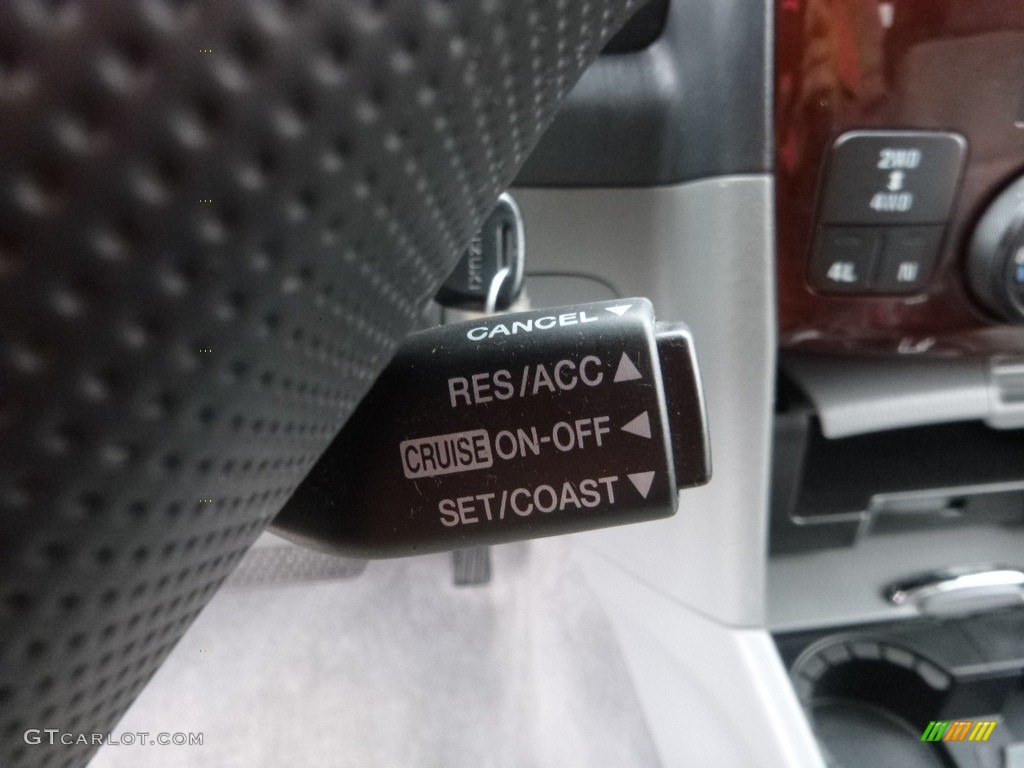 2WD
4WD
4L
N
CANCEL
RES/ACC
CRUISE ON-OFF
SET/COAST
GTCARLOT.COM